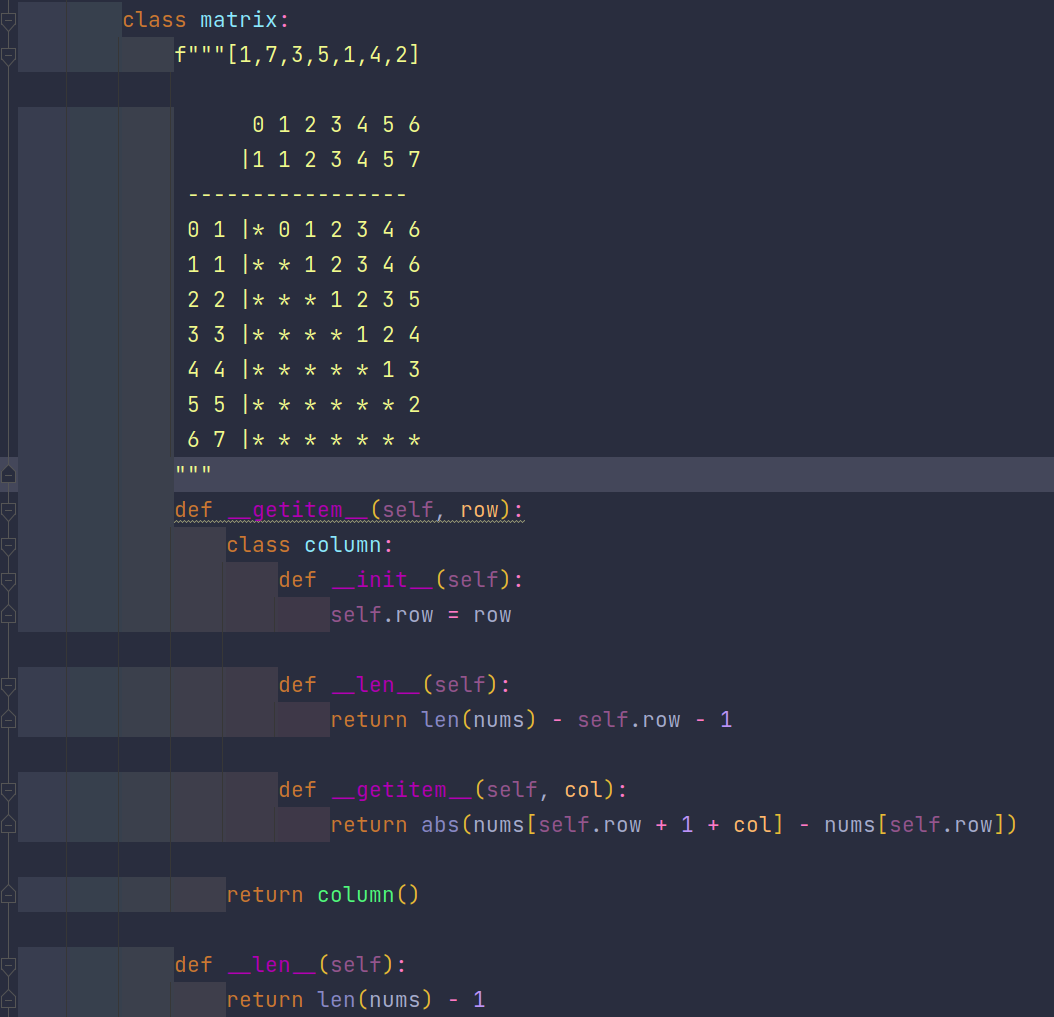 class matrix:
f"""[1,7,3,5,1,4,2]
0 1 2 3 4 5 6
|1 1 2 3 4 5 7
-----------------
0 1 |* 0 1 2 3 4 6
1 1 |* * 1 2 3 4 6
2 2 |* * * 1 2 3 5
3 3 |* * * * 1 2 4
4 4 |* * * * * 1 3
5 5 |* * * * * * 2
6 7 |* * * * * * *
"""
def __getitem__(self, row):
class column:
def __init__(self):
self.row = row
def __len__(self):
return len(nums) - self.row - 1
def __getitem__(self, col):
return abs(nums[self.row + 1 + col] - nums[self.row])
return column()
def __len__(self):
return len(nums) - 1